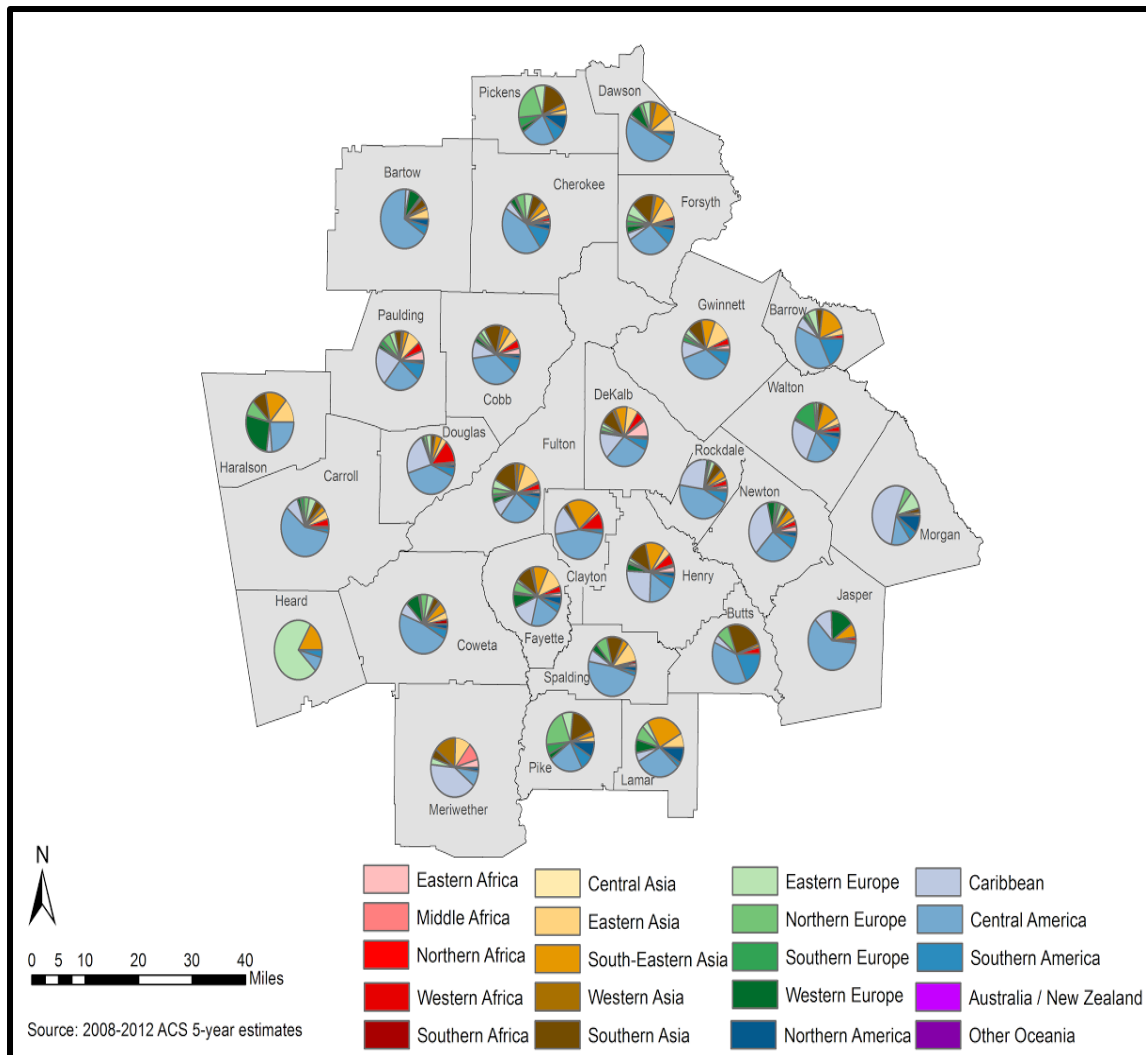 Pickens
Dawson
Bartow
Cherokee
Forsyth
Paulding
Gwinnett
Barrow
Cobb
DeKalb
Walton
Haralson
Douglas
Fulton
Rockdale
Carroll
Newton
Morgan
Clayton
Henry
Heard
Coweta
Fayette
Butts
Jasper
Spalding
Meriwether
Pike
Lamar
N
0 10 20 30 40
Miles
Source: 2008-2012 ACS 5-year estimates
Eastern Africa
Middle Africa
Northern Africa
Western Africa
Southern Africa
Central Asia
Eastern Asia
South-Eastern Asia
Western Asia
Southern Asia
Eastern Europe
Northern Europe
Southern Europe
Western Europe
Northern America
Caribbean
Central America
Southern America
Australia / New Zealand
Other Oceania